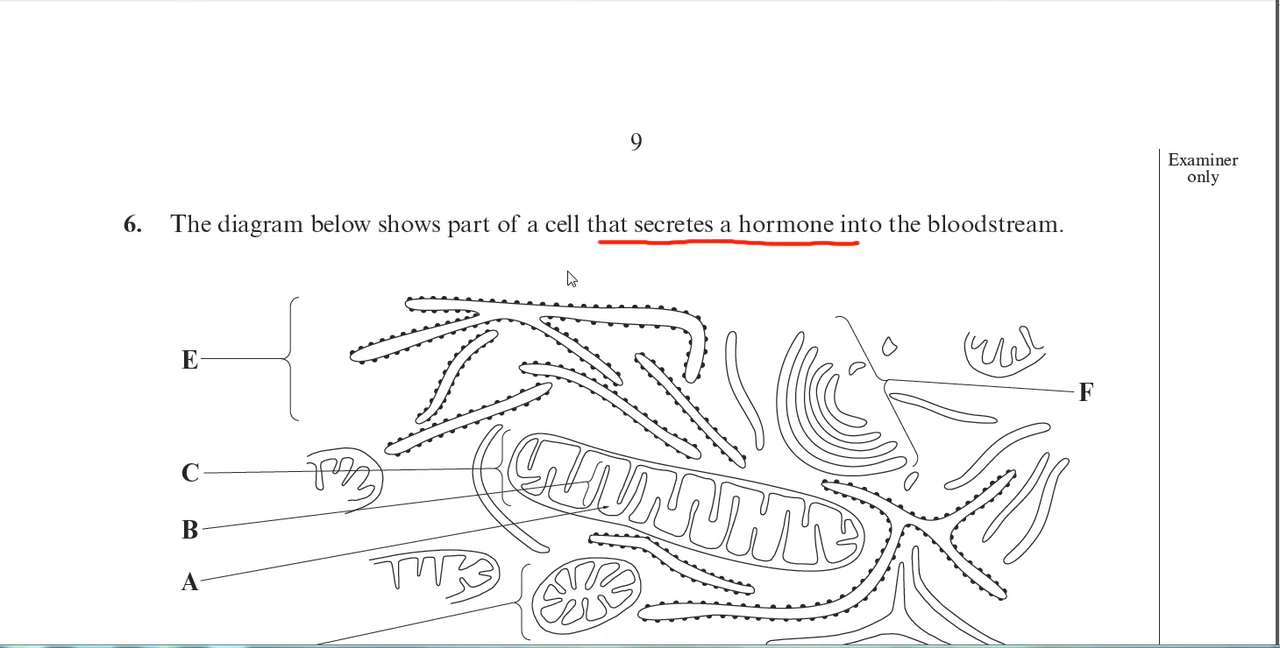 9
Examiner
only
6. The diagram below shows part of a cell that secretes a hormone into the bloodstream.
E
F
C
B
A